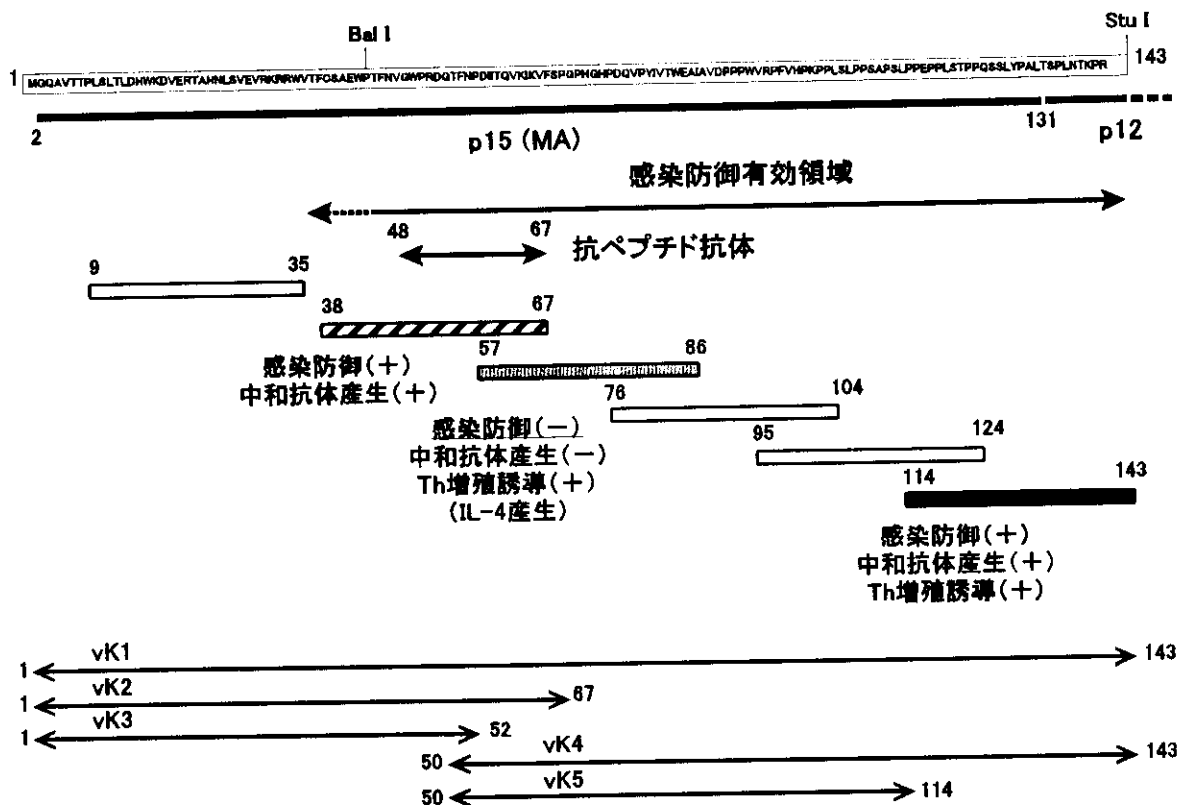 Bal I
Stu I
1
143
2
p15 (MA)
131
p12
感染防御有効領域
48
67
抗ペプチド抗体
9
35
38
67
感染防御(+)
中和抗体産生(+)
57
86
感染防御(—)
中和抗体産生(—)
Th増殖誘導(+)
(IL-4産生)
76
104
95
124
114
143
感染防御(+)
中和抗体産生(+)
Th増殖誘導(+)
1
vK1
143
1
vK2
67
1
vK3
52
50
vK4
143
50
vK5
114